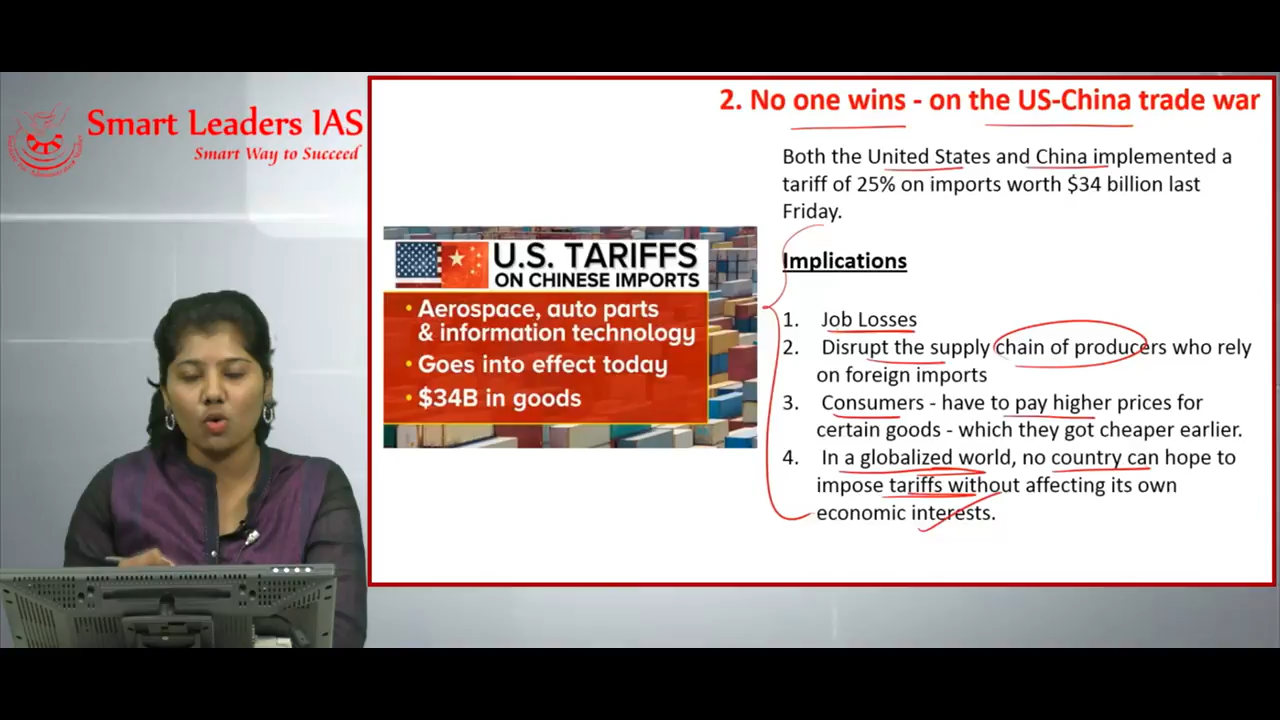 Smart Leaders IAS
Smart Way to Succeed
2. No one wins - on the US-China trade war
Both the United States and China implemented a
tariff of 25% on imports worth $34 billion last
Friday.
U.S. TARIFFS
ON CHINESE IMPORTS
• Aerospace, auto parts
& information technology
• Goes into effect today
• $34B in goods
Implications
1. Job Losses
2. Disrupt the supply chain of producers who rely
on foreign imports
3. Consumers - have to pay higher prices for
certain goods - which they got cheaper earlier.
4. In a globalized world, no country can hope to
impose tariffs without affecting its own
economic interests.